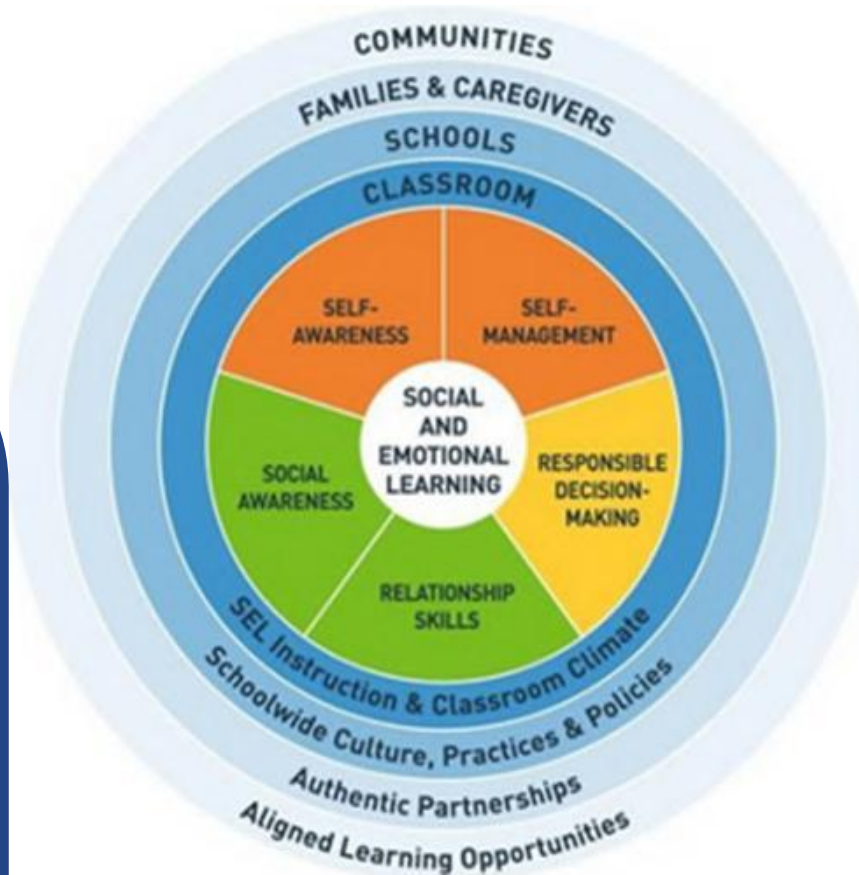 COMMUNITIES
FAMILIES & CAREGIVERS
SCHOOLS
CLASSROOM
SELF-
AWARENESS
SELF-
MANAGEMENT
SOCIAL
AND
EMOTIONAL
LEARNING
SOCIAL
AWARENESS
RESPONSIBLE
DECISION-
MAKING
RELATIONSHIP
SKILLS
SEL Instruction & Classroom Climate
Schoolwide Culture, Practices & Policies
Authentic Partnerships
Aligned Learning Opportunities